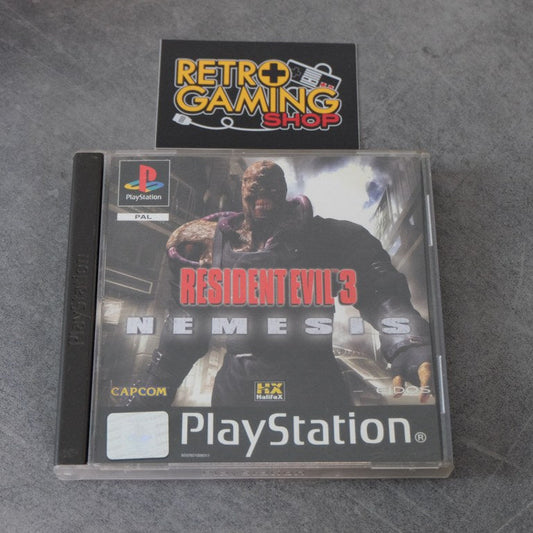 RETRO
GAMING
SHOP
PlayStation
PAL
PlayStation
RESIDENT EVIL 3
NEMESIS
CAPCOM
HX
HalifaX
EIDOS
PlayStation®